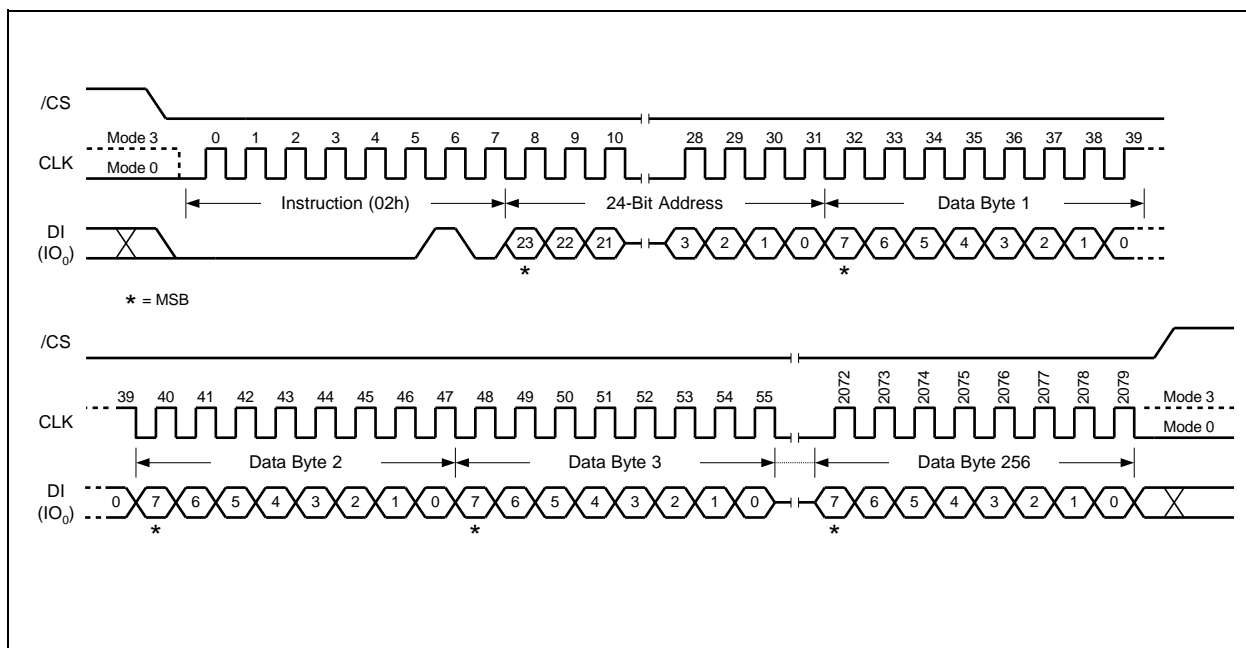 /CS
Mode 3 0 1 2 3 4 5 6 7 8 9 10 28 29 30 31 32 33 34 35 36 37 38 39
CLK
Mode 0
Instruction (02h) 24-Bit Address Data Byte 1
DI
(IO0)
23 22 21 3 2 1 0 7 6 5 4 3 2 1 0
* *
* = MSB
/CS
39 40 41 42 43 44 45 46 47 48 49 50 51 52 53 54 55 2072 2073 2074 2075 2076 2077 2078 2079 Mode 3
CLK
Mode 0
Data Byte 2 Data Byte 3 Data Byte 256
DI
(IO0)
0 7 6 5 4 3 2 1 0 7 6 5 4 3 2 1 0 7 6 5 4 3 2 1 0
* * *